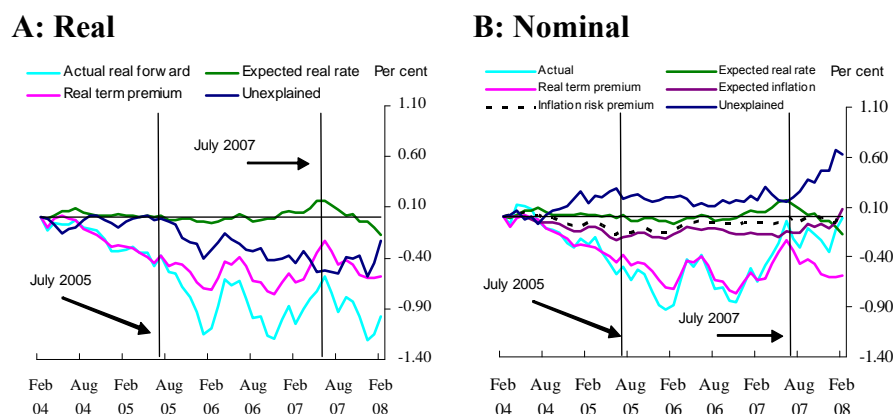 A: Real
Actual real forward Expected real rate Per cent
Real term premium Unexplained
1.10
0.60
0.10
-0.40
-0.90
-1.40
July 2007
July 2005
Feb Aug Feb Aug Feb Aug Feb Aug Feb
04 04 05 05 06 06 07 07 08
B: Nominal
Actual Expected real rate Per cent
Real term premium Expected inflation
Inflation risk premium Unexplained
1.10
0.60
0.10
-0.40
-0.90
-1.40
July 2005
July 2007
Feb Aug Feb Aug Feb Aug Feb Aug Feb
04 04 05 05 06 06 07 07 08